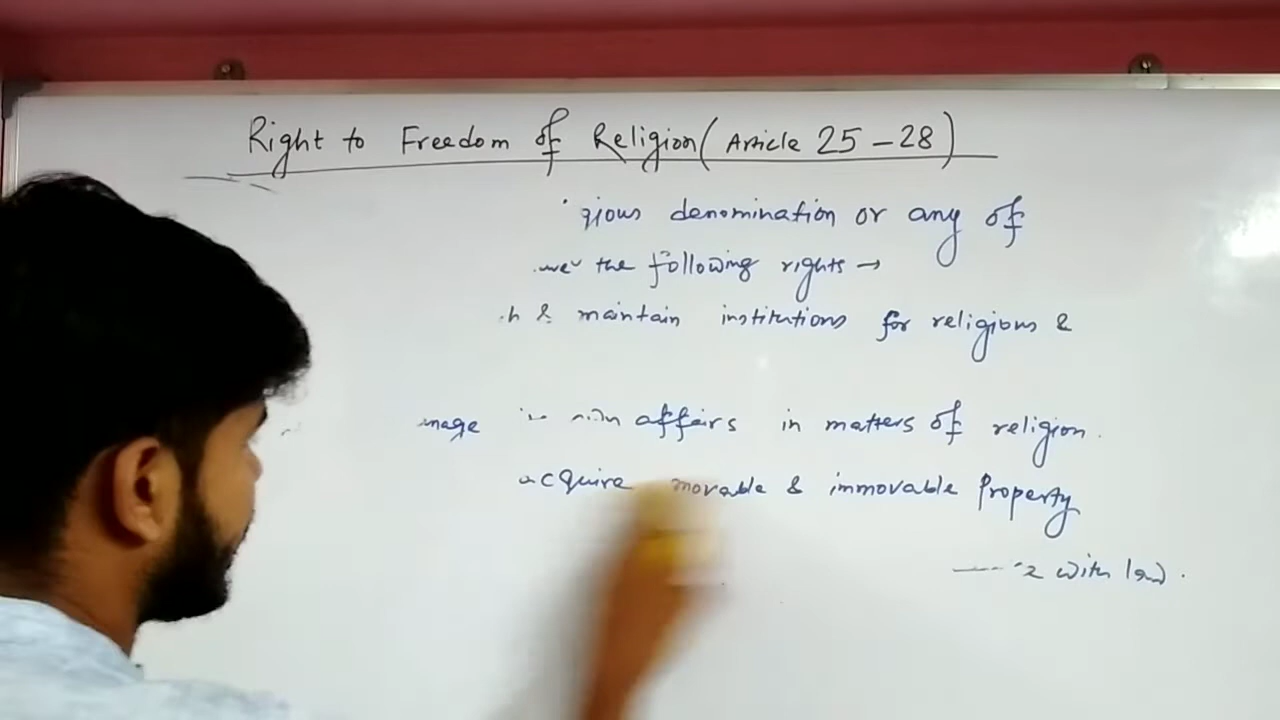 Right to Freedom of Religion (Article 25-28)
gious denomination or any of
the following rights →
h & maintain institutions for religious &
nage affairs in matters of religion.
acquire movable & immovable Property
with law.